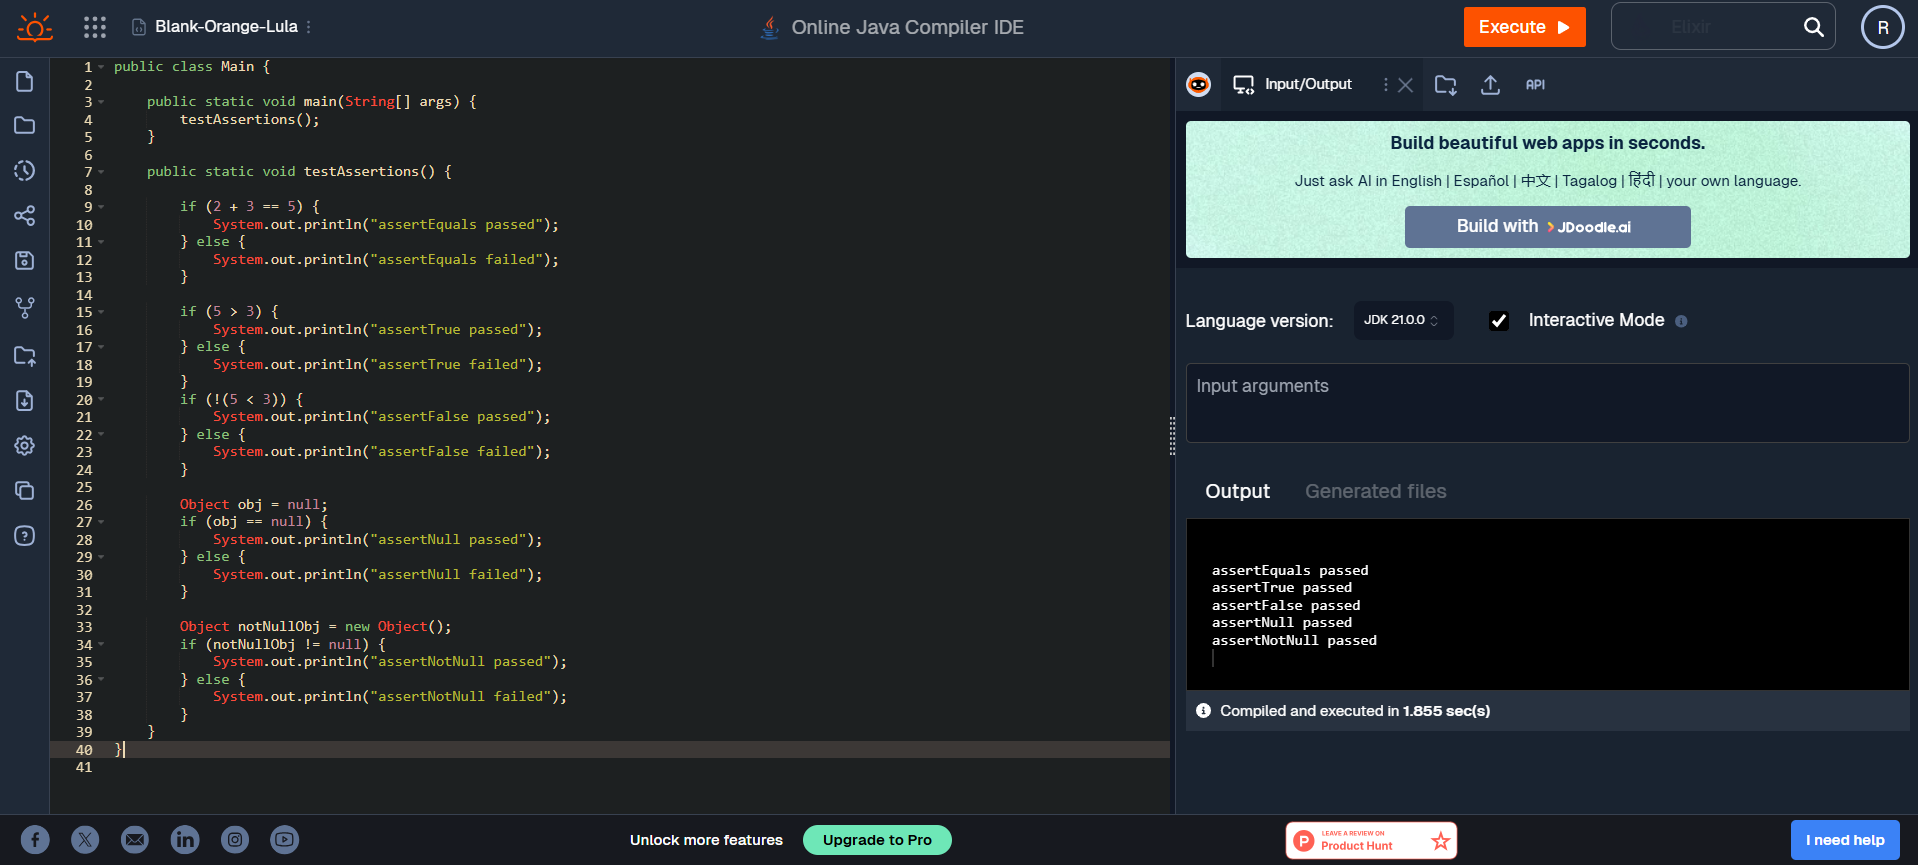 Blank-Orange-Lula
Online Java Compiler IDE
Execute
Elixir
R
1 public class Main {
2
3     public static void main(String[] args) {
4         testAssertions();
5     }
6
7     public static void testAssertions() {
8
9         if (2 + 3 == 5) {
10             System.out.println("assertEquals passed");
11         } else {
12             System.out.println("assertEquals failed");
13         }
14
15         if (5 > 3) {
16             System.out.println("assertTrue passed");
17         } else {
18             System.out.println("assertTrue failed");
19         }
20         if (!(5 < 3)) {
21             System.out.println("assertFalse passed");
22         } else {
23             System.out.println("assertFalse failed");
24         }
25
26         Object obj = null;
27         if (obj == null) {
28             System.out.println("assertNull passed");
29         } else {
30             System.out.println("assertNull failed");
31         }
32
33         Object notNullObj = new Object();
34         if (notNullObj != null) {
35             System.out.println("assertNotNull passed");
36         } else {
37             System.out.println("assertNotNull failed");
38         }
39     }
40 }
41
Input/Output
API
Build beautiful web apps in seconds.
Just ask AI in English | Español | 中文 | Tagalog | हिंदी | your own language.
Build with JDoodle.ai
Language version: JDK 21.0.0 Interactive Mode
Input arguments
Output Generated files
assertEquals passed
assertTrue passed
assertFalse passed
assertNull passed
assertNotNull passed
Compiled and executed in 1.855 sec(s)
Unlock more features
Upgrade to Pro
LEAVE A REVIEW ON
Product Hunt
I need help